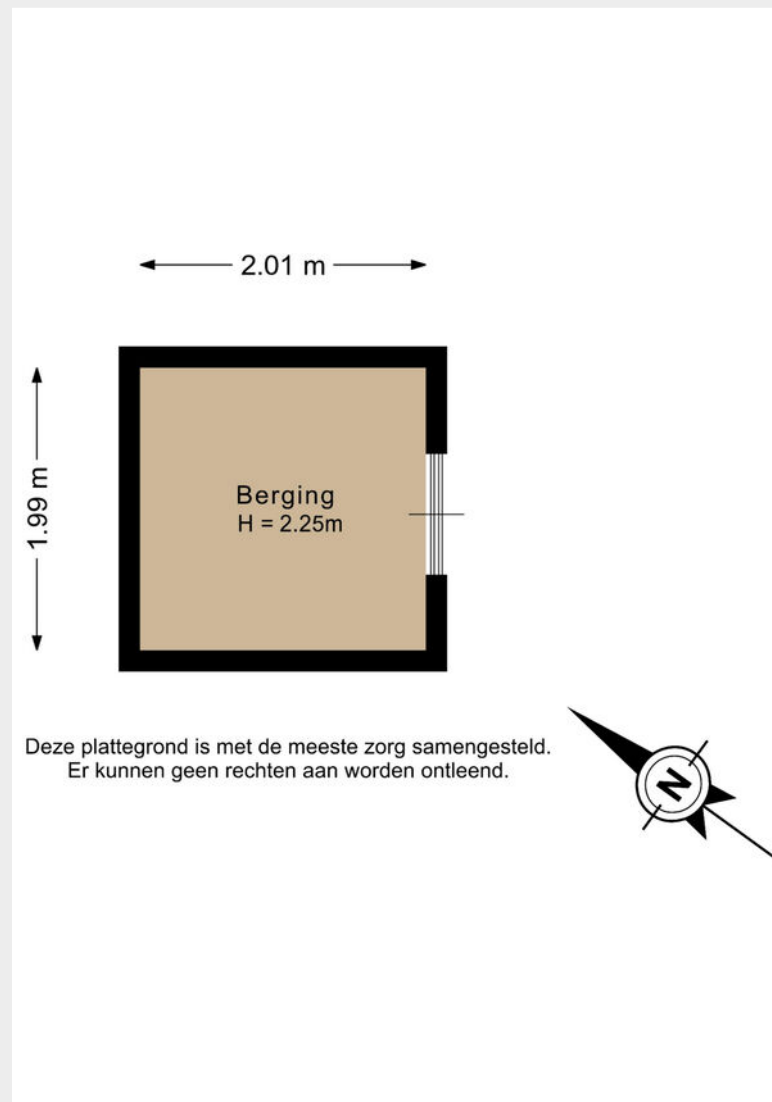 2.01 m
1.99 m
Berging
H = 2.25m
Deze plattegrond is met de meeste zorg samengesteld.
Er kunnen geen rechten aan worden ontleend.
N